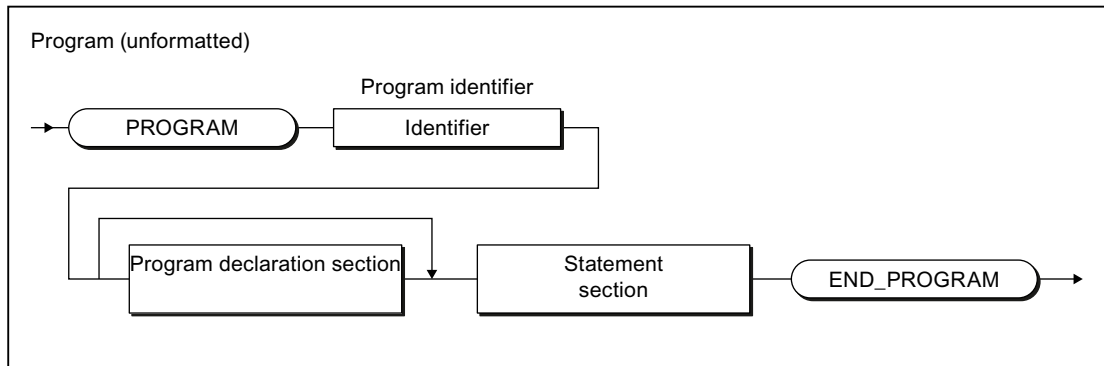 Program (unformatted)
Program identifier
PROGRAM
Identifier
Program declaration section
Statement
section
END_PROGRAM